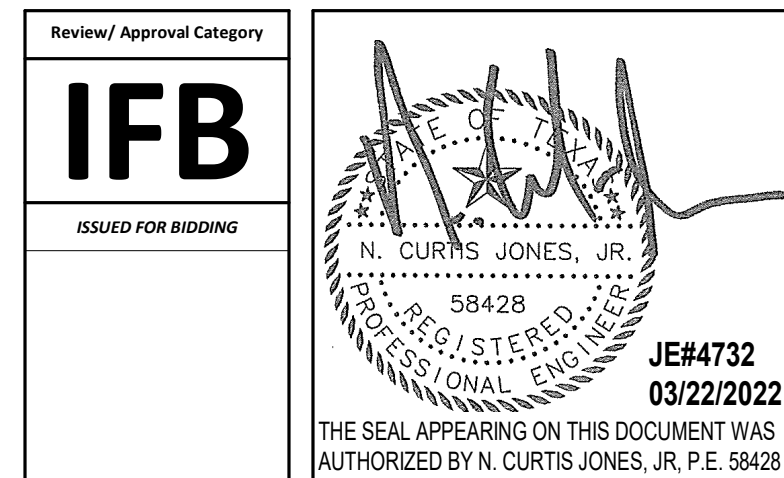 Review/ Approval Category
IFB
ISSUED FOR BIDDING
STATE OF TEXAS
N. CURTIS JONES, JR.
58428
REGISTERED
PROFESSIONAL ENGINEER
JE#4732
03/22/2022
THE SEAL APPEARING ON THIS DOCUMENT WAS
AUTHORIZED BY N. CURTIS JONES, JR, P.E. 58428